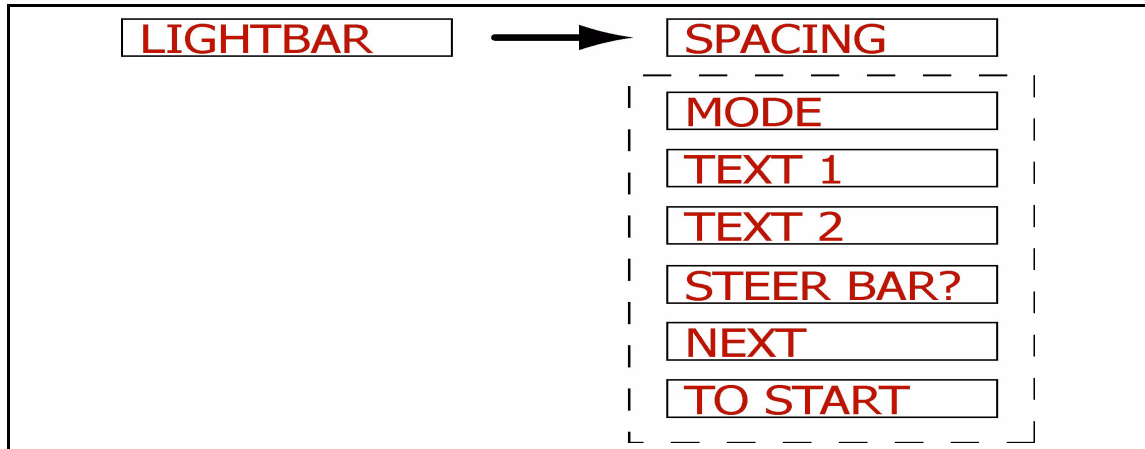 LIGHTBAR
SPACING
MODE
TEXT 1
TEXT 2
STEER BAR?
NEXT
TO START